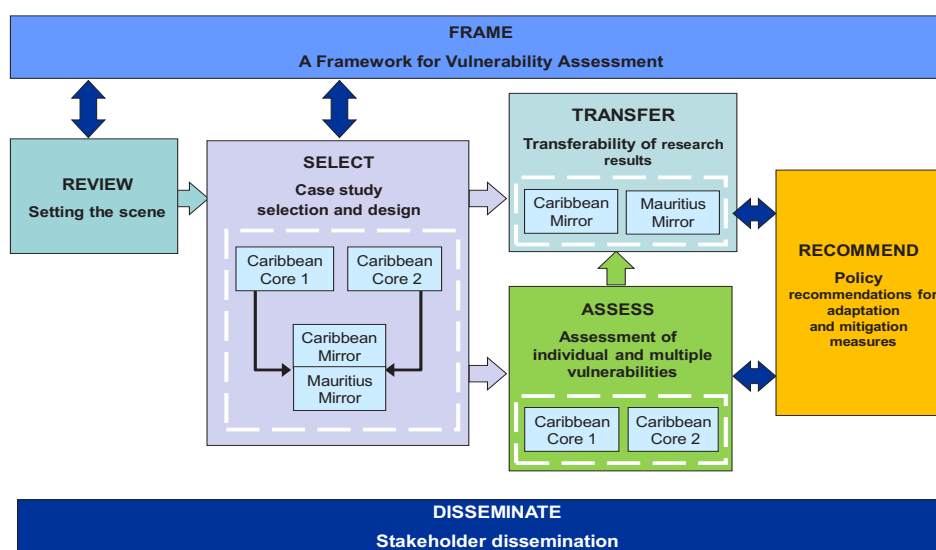 FRAME
A Framework for Vulnerability Assessment
REVIEW
Setting the scene
SELECT
Case study
selection and design
Caribbean
Core 1
Caribbean
Core 2
Caribbean
Mirror
Mauritius
Mirror
TRANSFER
Transferability of research
results
Caribbean
Mirror
Mauritius
Mirror
ASSESS
Assessment of
individual and multiple
vulnerabilities
Caribbean
Core 1
Caribbean
Core 2
RECOMMEND
Policy
recommendations for
adaptation
and mitigation
measures
DISSEMINATE
Stakeholder dissemination